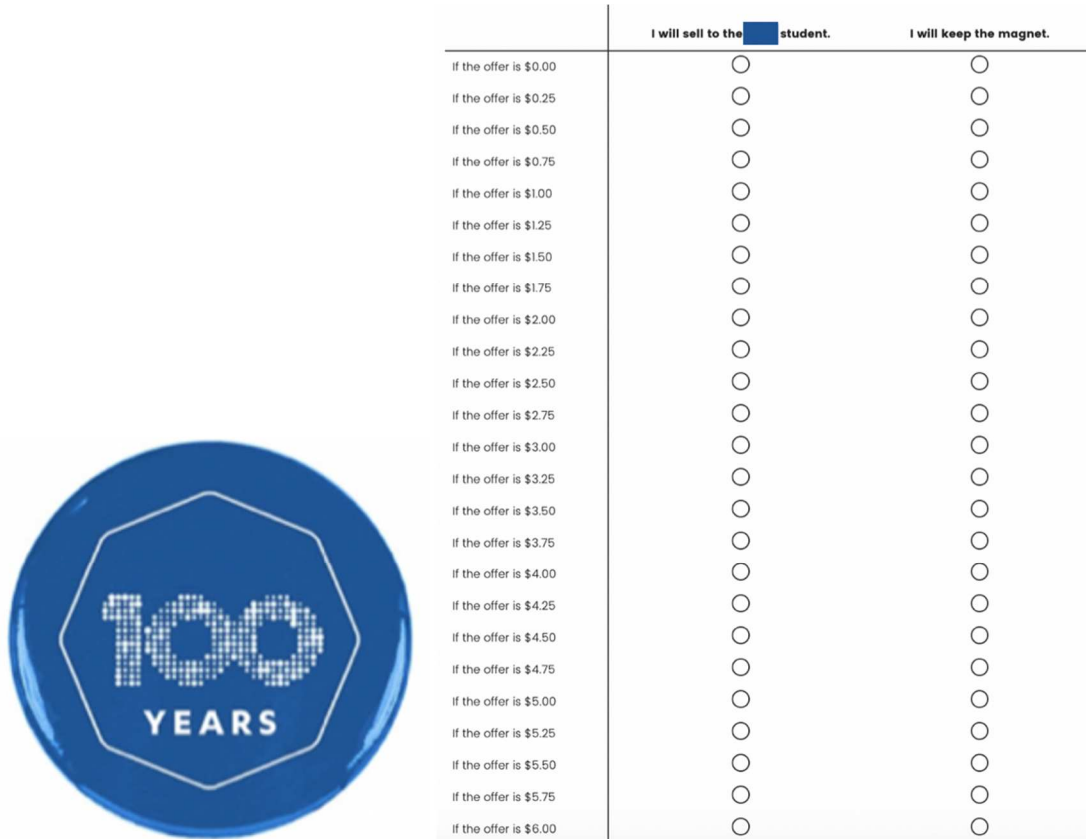 I will sell to the student. I will keep the magnet.
If the offer is $0.00
If the offer is $0.25
If the offer is $0.50
If the offer is $0.75
If the offer is $1.00
If the offer is $1.25
If the offer is $1.50
If the offer is $1.75
If the offer is $2.00
If the offer is $2.25
If the offer is $2.50
If the offer is $2.75
If the offer is $3.00
If the offer is $3.25
If the offer is $3.50
If the offer is $3.75
If the offer is $4.00
If the offer is $4.25
If the offer is $4.50
If the offer is $4.75
If the offer is $5.00
If the offer is $5.25
If the offer is $5.50
If the offer is $5.75
If the offer is $6.00
100
YEARS